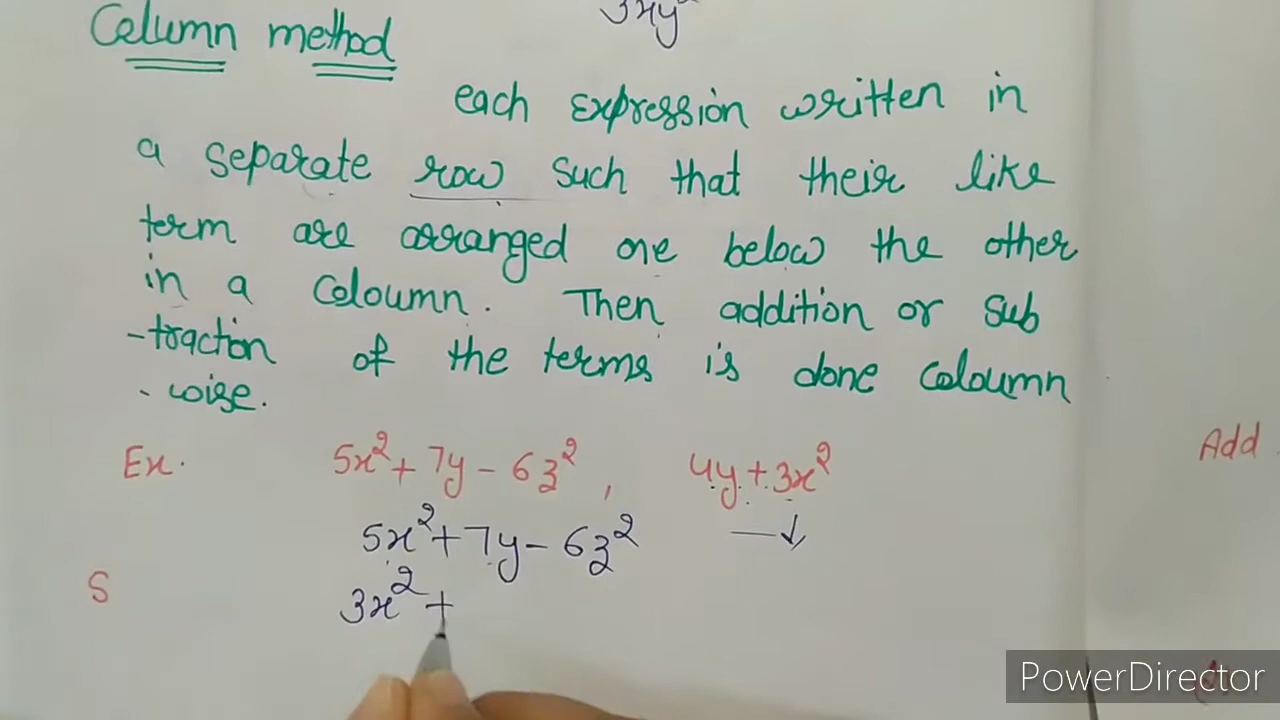 3xy²
Column method
each expression written in
a separate row such that their like
term are arranged one below the other
in a coloumn. Then addition or sub
-traction of the terms is done coloumn
- wise.
Ex. 5x² + 7y - 6z² , 4y + 3x²
Add
5x² + 7y - 6z²
S
3x² +
PowerDirector